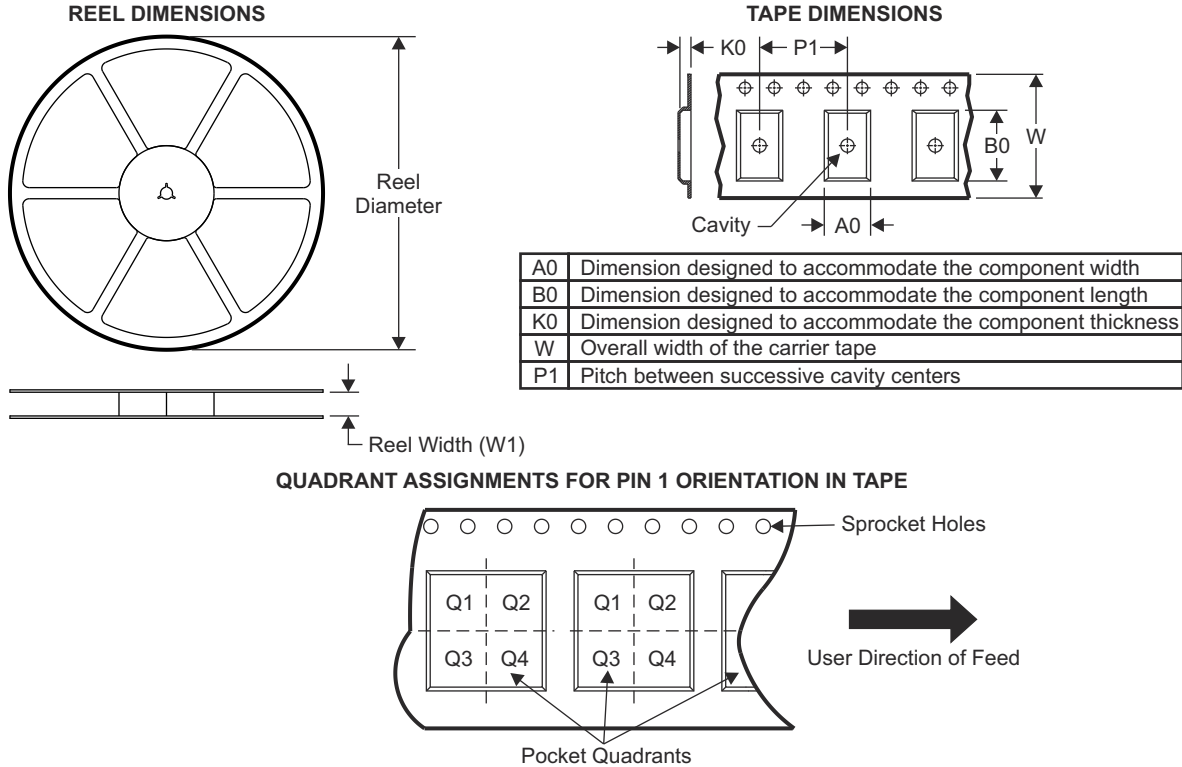 REEL DIMENSIONS
Reel
Diameter
Reel Width (W1)
TAPE DIMENSIONS
K0
P1
B0
W
Cavity
A0
A0 Dimension designed to accommodate the component width
B0 Dimension designed to accommodate the component length
K0 Dimension designed to accommodate the component thickness
W Overall width of the carrier tape
P1 Pitch between successive cavity centers
QUADRANT ASSIGNMENTS FOR PIN 1 ORIENTATION IN TAPE
Sprocket Holes
Q1 Q2 Q1 Q2
Q3 Q4 Q3 Q4
User Direction of Feed
Pocket Quadrants